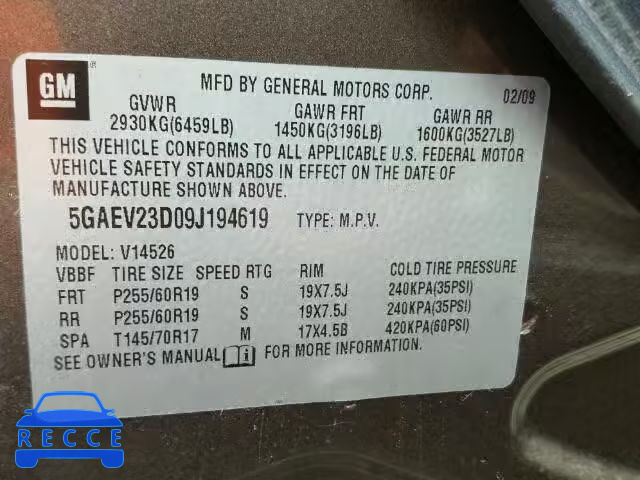 GM
MFD BY GENERAL MOTORS CORP. 02/09
GVWR GAWR FRT GAWR RR
2930KG(6459LB) 1450KG(3196LB) 1600KG(3527LB)
THIS VEHICLE CONFORMS TO ALL APPLICABLE U.S. FEDERAL MOTOR
VEHICLE SAFETY STANDARDS IN EFFECT ON THE DATE OF
MANUFACTURE SHOWN ABOVE.
5GAEV23D09J194619 TYPE: M.P.V.
MODEL: V14526
VBBF TIRE SIZE SPEED RTG RIM COLD TIRE PRESSURE
FRT P255/60R19 S 19X7.5J 240KPA(35PSI)
RR P255/60R19 S 19X7.5J 240KPA(35PSI)
SPA T145/70R17 M 17X4.5B 420KPA(60PSI)
SEE OWNER'S MANUAL FOR MORE INFORMATION.
RECCE